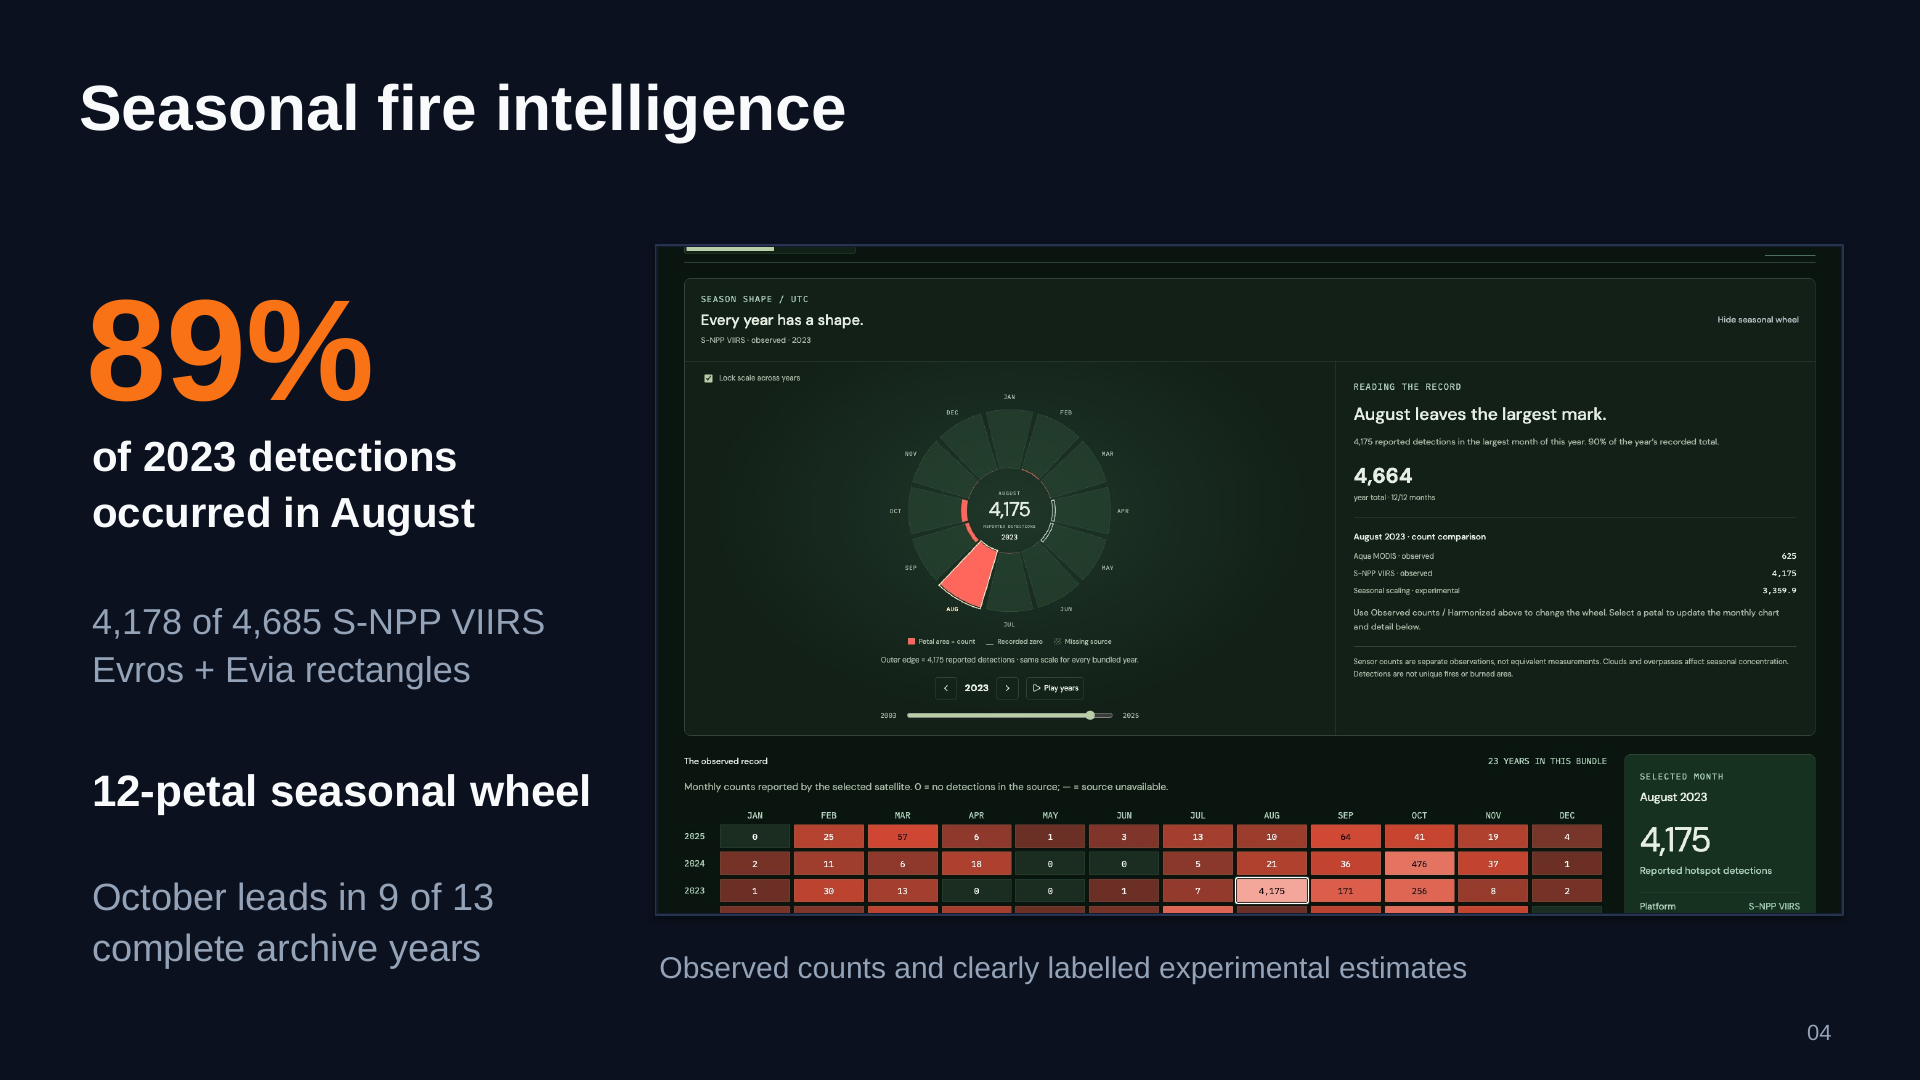 Seasonal fire intelligence
89%
of 2023 detections
occurred in August
4,178 of 4,685 S-NPP VIIRS
Evros + Evia rectangles
12-petal seasonal wheel
October leads in 9 of 13
complete archive years
SEASON SHAPE / UTC
Every year has a shape.
S-NPP VIIRS · observed · 2023
Hide seasonal wheel
Lock scale across years
JAN
FEB
MAR
APR
MAY
JUN
JUL
AUG
SEP
OCT
NOV
DEC
AUGUST
4,175
REPORTED DETECTIONS
2023
Petal area = count
Recorded zero
Missing source
Outer edge = 4,175 reported detections · same scale for every bundled year.
2023
Play years
2003
2025
READING THE RECORD
August leaves the largest mark.
4,175 reported detections in the largest month of this year. 90% of the year's recorded total.
4,664
year total · 12/12 months
August 2023 · count comparison
Aqua MODIS · observed 625
S-NPP VIIRS · observed 4,175
Seasonal scaling · experimental 3,359.9
Use Observed counts / Harmonized above to change the wheel. Select a petal to update the monthly chart
and detail below.
Sensor counts are separate observations, not equivalent measurements. Clouds and overpasses affect seasonal concentration.
Detections are not unique fires or burned area.
The observed record
23 YEARS IN THIS BUNDLE
Monthly counts reported by the selected satellite. 0 = no detections in the source; — = source unavailable.
JAN FEB MAR APR MAY JUN JUL AUG SEP OCT NOV DEC
2025 0 25 57 6 1 3 13 10 64 41 19 4
2024 2 11 6 18 0 0 5 21 36 476 37 1
2023 1 30 13 0 0 1 7 4,175 171 256 8 2
SELECTED MONTH
August 2023
4,175
Reported hotspot detections
Platform S-NPP VIIRS
Observed counts and clearly labelled experimental estimates
04